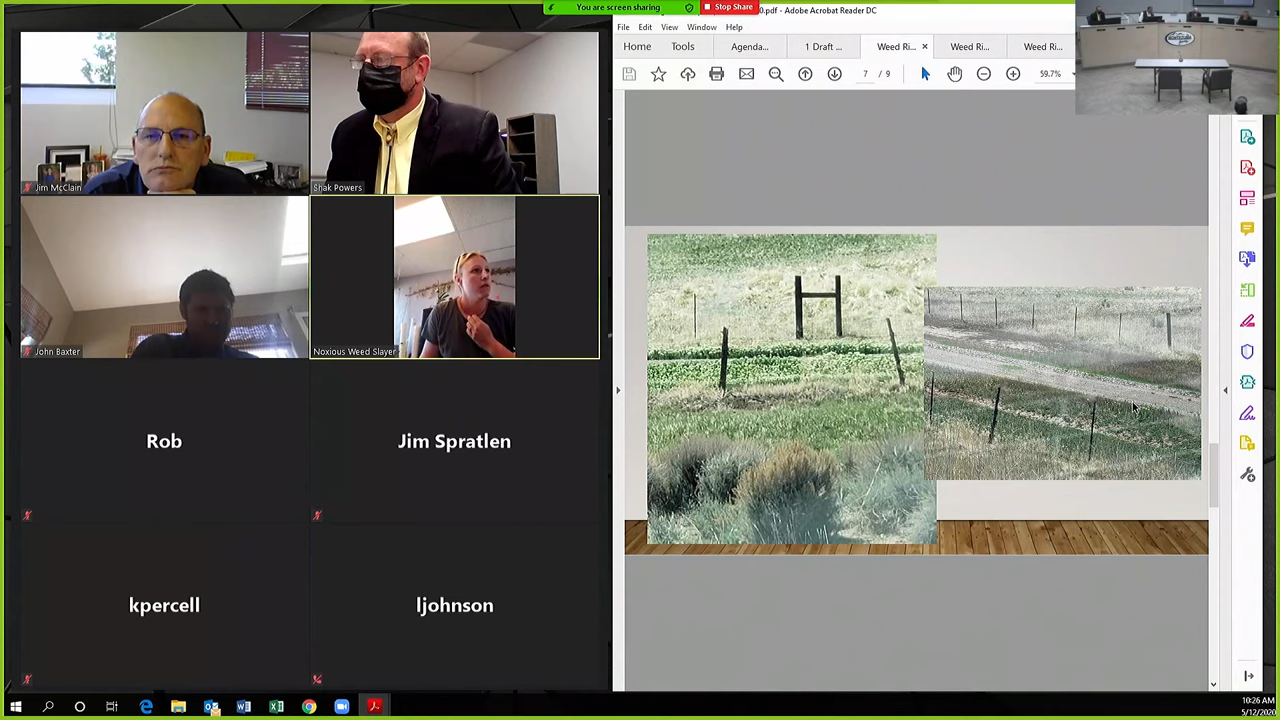 You are screen sharing
Stop Share
0.pdf - Adobe Acrobat Reader DC
File Edit View Window
Home Tools Agenda... 1 Draft ... Weed Ri... × Weed Ri... Weed Ri...
7 / 9
59.7%
Jim McClain
Shak Powers
John Baxter
Noxious Weed Slayer
Rob
Jim Spratlen
kpercell
ljohnson
10:26 AM
5/12/2020